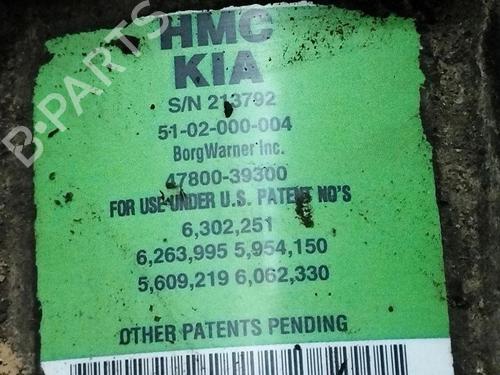 HMC
KIA
S/N 213792
51-02-000-004
BorgWarner Inc.
47800-39300
FOR USE UNDER U.S. PATENT NO'S
6,302,251
6,263,995 5,954,150
5,609,219 6,062,330
OTHER PATENTS PENDING
B-PARTS